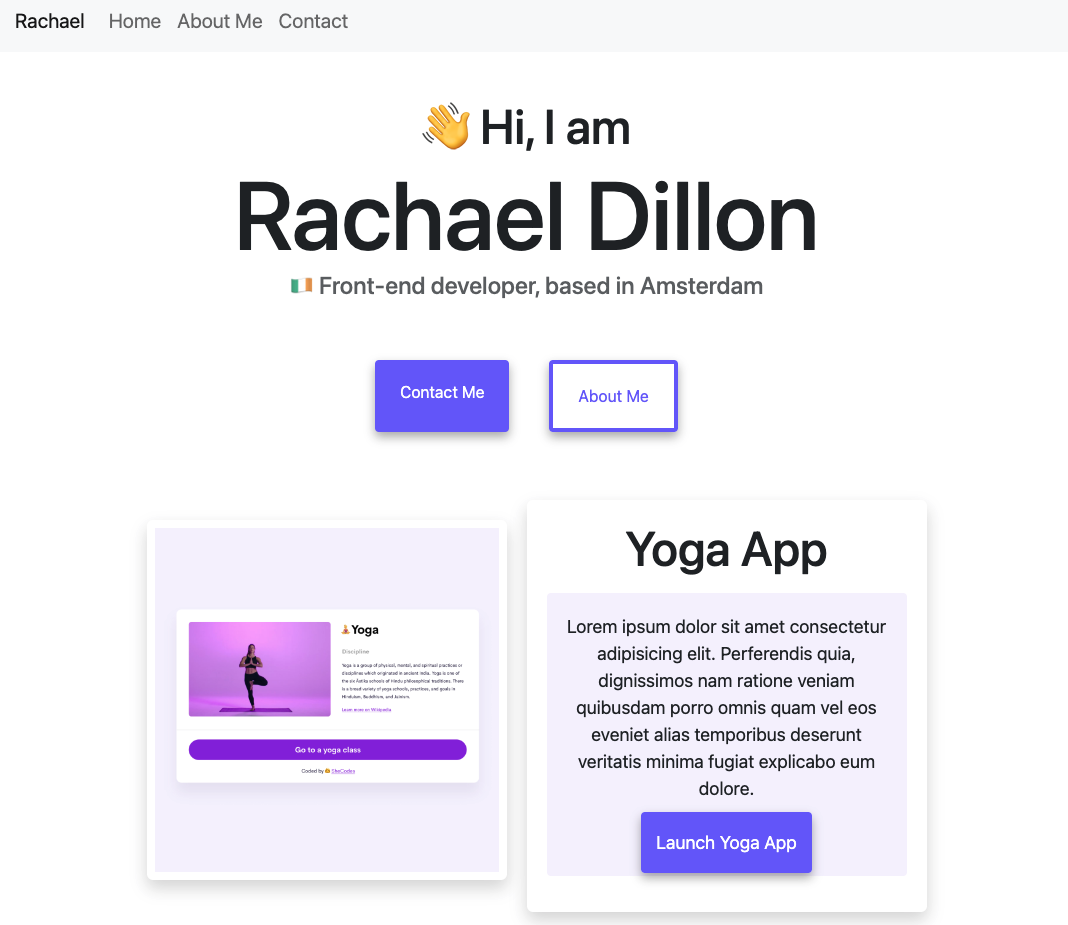 Rachael Home About Me Contact
👋 Hi, I am
Rachael Dillon
🇮🇪 Front-end developer, based in Amsterdam
Contact Me
About Me
🧘Yoga
Discipline
Yoga is a group of physical, mental, and spiritual practices or
disciplines which originated in ancient India. Yoga is one of
the six Āstika schools of Hindu philosophical traditions. There
is a broad variety of yoga schools, practices, and goals in
Hinduism, Buddhism, and Jainism.
Learn more on Wikipedia
Go to a yoga class
Coded by SheCodes
Yoga App
Lorem ipsum dolor sit amet consectetur
adipisicing elit. Perferendis quia,
dignissimos nam ratione veniam
quibusdam porro omnis quam vel eos
eveniet alias temporibus deserunt
veritatis minima fugiat explicabo eum
dolore.
Launch Yoga App